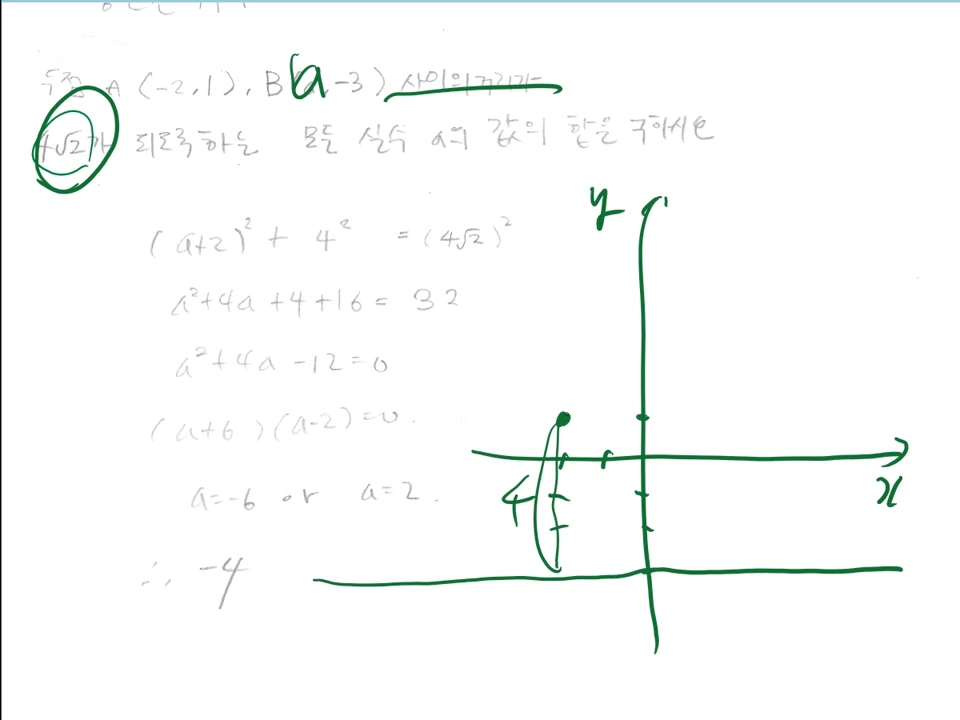 두점 A (-2,1), B(a -3) 사이의 거리가
4√2가 되도록하는 모든 실수 a의 값의 합을 구하시오
y
(a+2)² + 4² = (4√2)²
a²+4a +4 +16 = 32
a²+4a -12=0
(a+6)(a-2)=0.
4
x
a=-6 or a=2.
∴ -4